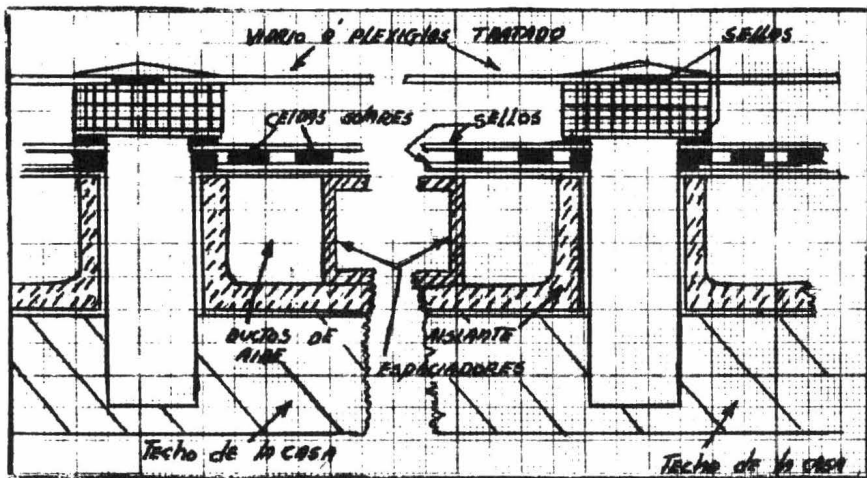 VIDRIO Ó PLEXIGLAS TRATADO
SELLOS
CELDAS SOLARES
SELLOS
DUCTOS DE
AIRE
AISLANTE
ESPACIADORES
Techo de la CASA
Techo de la CASA